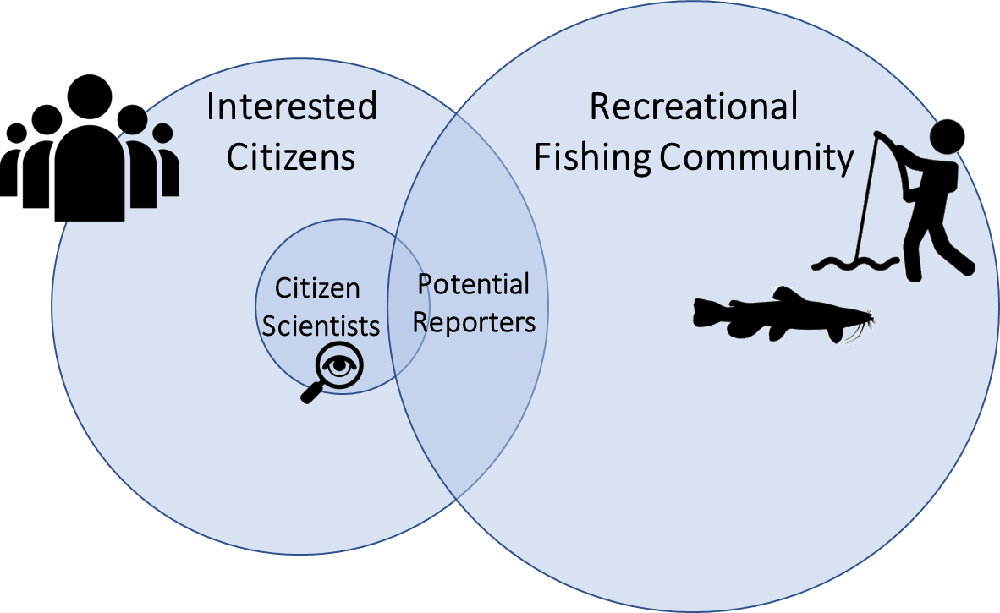 Interested
Citizens
Recreational
Fishing Community
Citizen
Scientists
Potential
Reporters